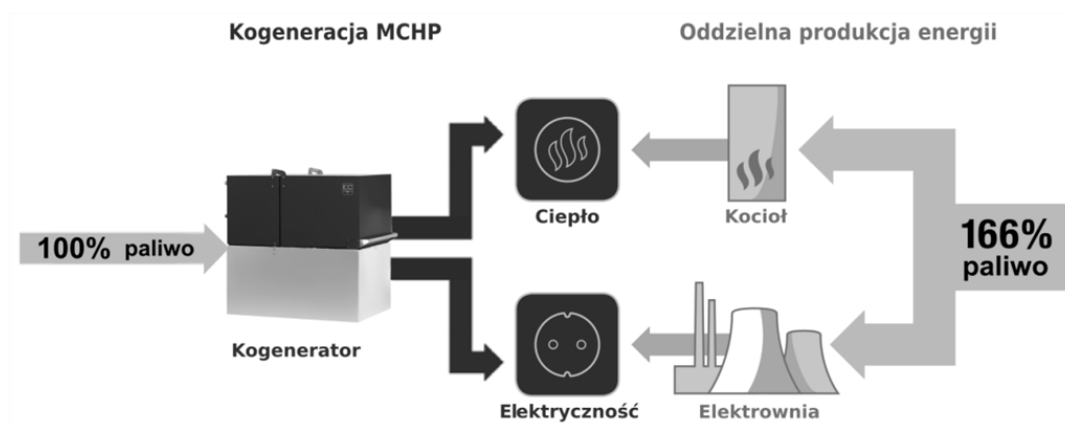 Kogeneracja MCHP
Oddzielna produkcja energii
100% paliwo
Kogenerator
Ciepło
Elektryczność
Kocioł
Elektrownia
166%
paliwo